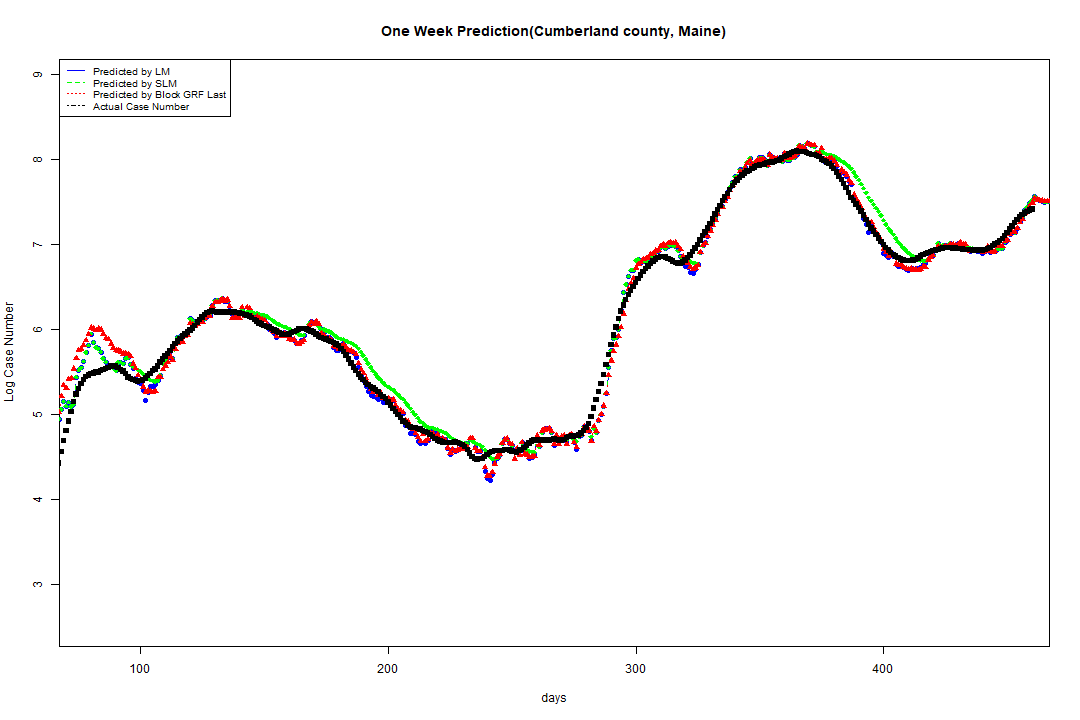 One Week Prediction(Cumberland county, Maine)
Predicted by LM
Predicted by SLM
Predicted by Block GRF Last
Actual Case Number
9
8
7
6
5
4
3
Log Case Number
100 200 300 400
days